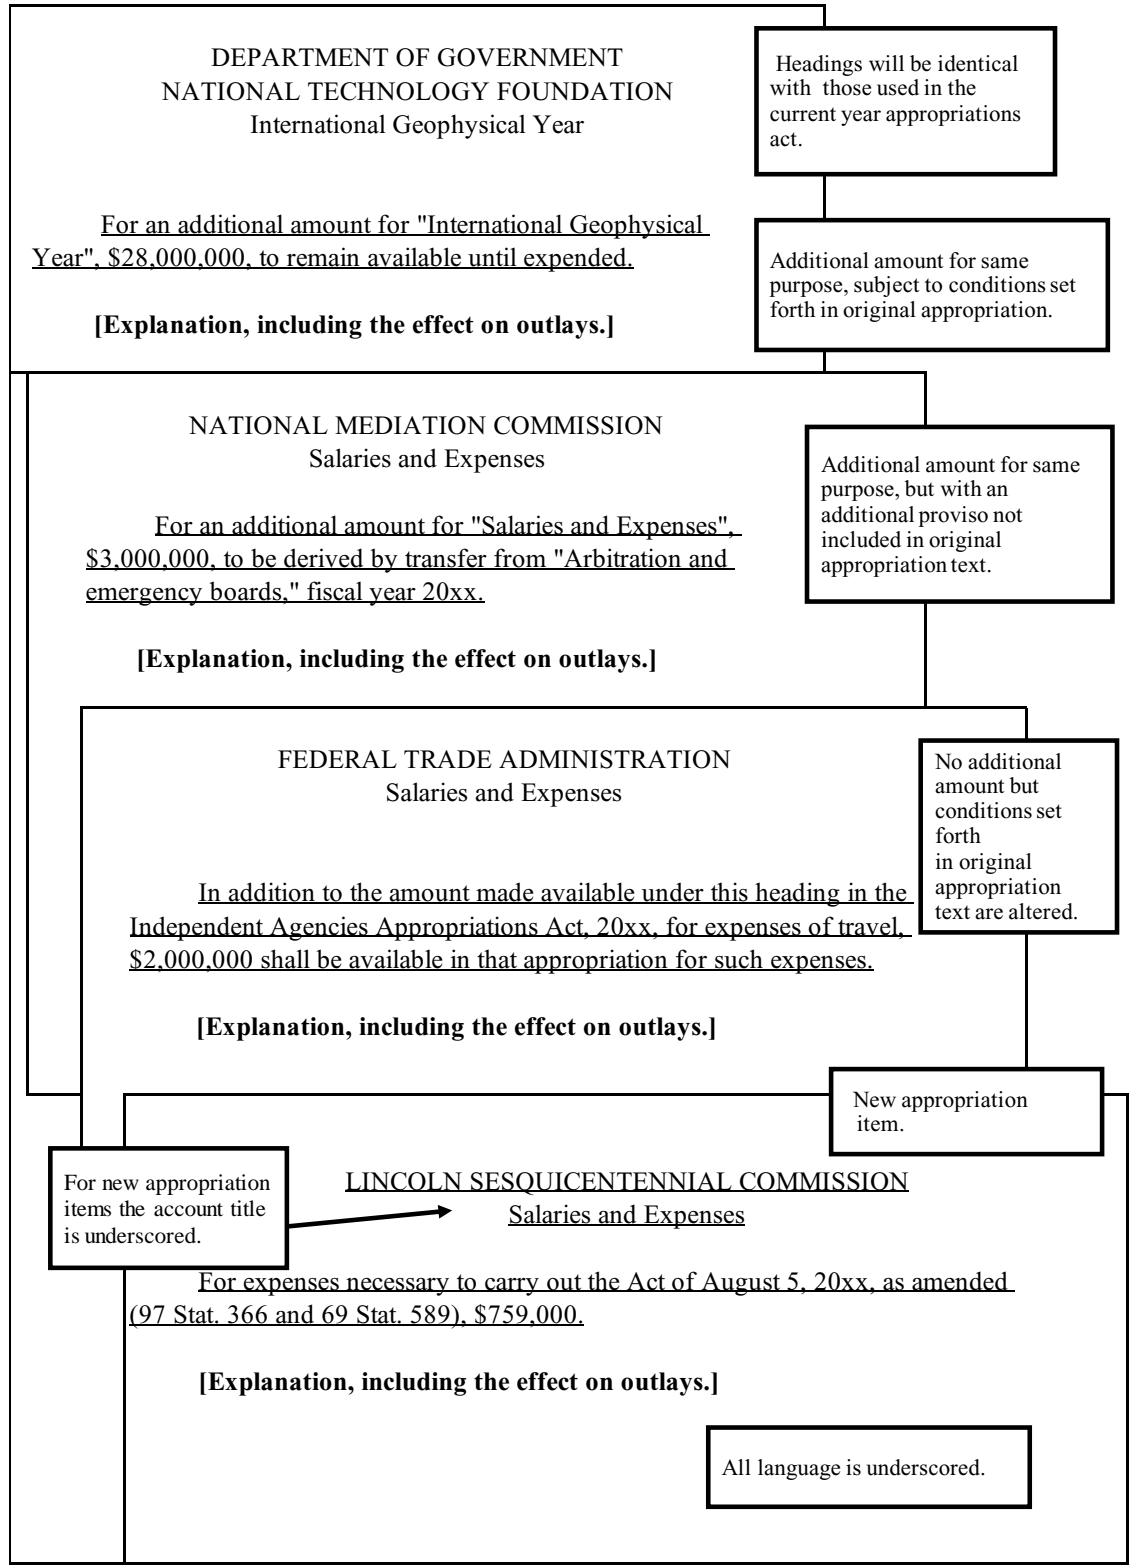 DEPARTMENT OF GOVERNMENT
NATIONAL TECHNOLOGY FOUNDATION
International Geophysical Year
Headings will be identical
with those used in the
current year appropriations
act.
For an additional amount for "International Geophysical
Year", $28,000,000, to remain available until expended.
[Explanation, including the effect on outlays.]
Additional amount for same
purpose, subject to conditions set
forth in original appropriation.
NATIONAL MEDIATION COMMISSION
Salaries and Expenses
For an additional amount for "Salaries and Expenses",
$3,000,000, to be derived by transfer from "Arbitration and
emergency boards," fiscal year 20xx.
[Explanation, including the effect on outlays.]
Additional amount for same
purpose, but with an
additional proviso not
included in original
appropriation text.
FEDERAL TRADE ADMINISTRATION
Salaries and Expenses
In addition to the amount made available under this heading in the
Independent Agencies Appropriations Act, 20xx, for expenses of travel,
$2,000,000 shall be available in that appropriation for such expenses.
[Explanation, including the effect on outlays.]
No additional
amount but
conditions set
forth
in original
appropriation
text are altered.
New appropriation
item.
For new appropriation
items the account title
is underscored.
LINCOLN SESQUICENTENNIAL COMMISSION
Salaries and Expenses
For expenses necessary to carry out the Act of August 5, 20xx, as amended
(97 Stat. 366 and 69 Stat. 589), $759,000.
[Explanation, including the effect on outlays.]
All language is underscored.